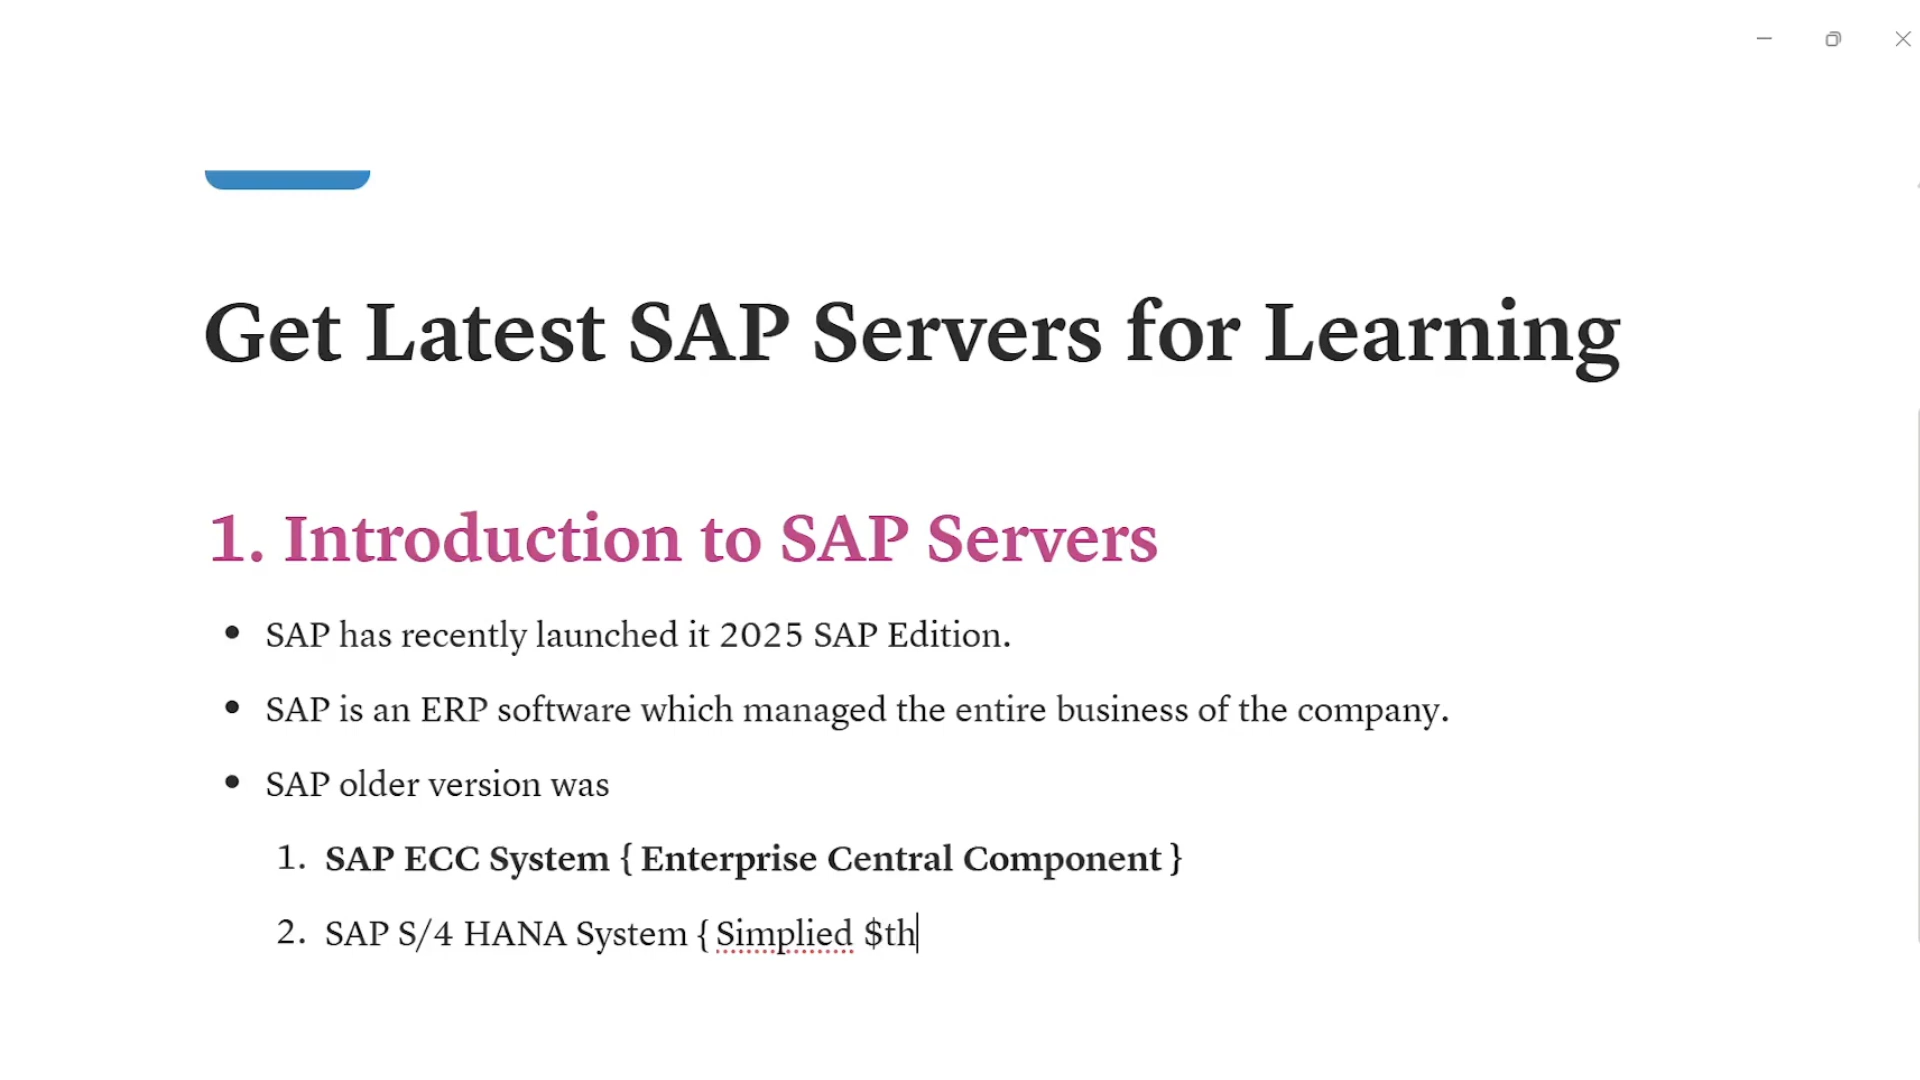 Get Latest SAP Servers for Learning
1. Introduction to SAP Servers
• SAP has recently launched it 2025 SAP Edition.
• SAP is an ERP software which managed the entire business of the company.
• SAP older version was
1. SAP ECC System { Enterprise Central Component }
2. SAP S/4 HANA System { Simplied $th